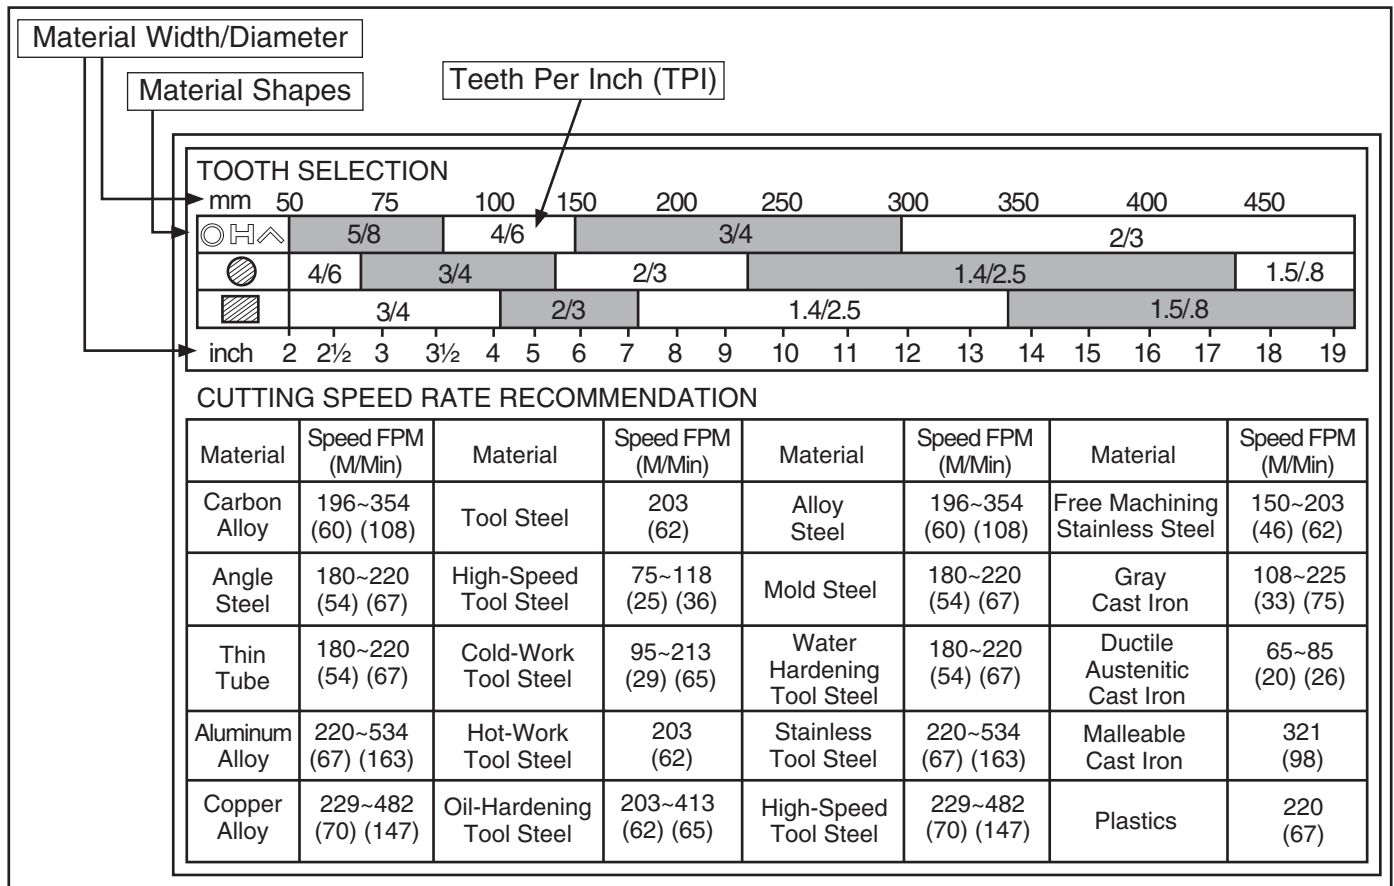 Material Width/Diameter
Material Shapes
Teeth Per Inch (TPI)
TOOTH SELECTION
mm 50 75 100 150 200 250 300 350 400 450
5/8 4/6 3/4 2/3
4/6 3/4 2/3 1.4/2.5 1.5/.8
3/4 2/3 1.4/2.5 1.5/.8
inch 2 2½ 3 3½ 4 5 6 7 8 9 10 11 12 13 14 15 16 17 18 19
CUTTING SPEED RATE RECOMMENDATION
Material Speed FPM (M/Min) Material Speed FPM (M/Min) Material Speed FPM (M/Min) Material Speed FPM (M/Min)
Carbon Alloy 196~354 (60) (108) Tool Steel 203 (62) Alloy Steel 196~354 (60) (108) Free Machining Stainless Steel 150~203 (46) (62)
Angle Steel 180~220 (54) (67) High-Speed Tool Steel 75~118 (25) (36) Mold Steel 180~220 (54) (67) Gray Cast Iron 108~225 (33) (75)
Thin Tube 180~220 (54) (67) Cold-Work Tool Steel 95~213 (29) (65) Water Hardening Tool Steel 180~220 (54) (67) Ductile Austenitic Cast Iron 65~85 (20) (26)
Aluminum Alloy 220~534 (67) (163) Hot-Work Tool Steel 203 (62) Stainless Tool Steel 220~534 (67) (163) Malleable Cast Iron 321 (98)
Copper Alloy 229~482 (70) (147) Oil-Hardening Tool Steel 203~413 (62) (65) High-Speed Tool Steel 229~482 (70) (147) Plastics 220 (67)